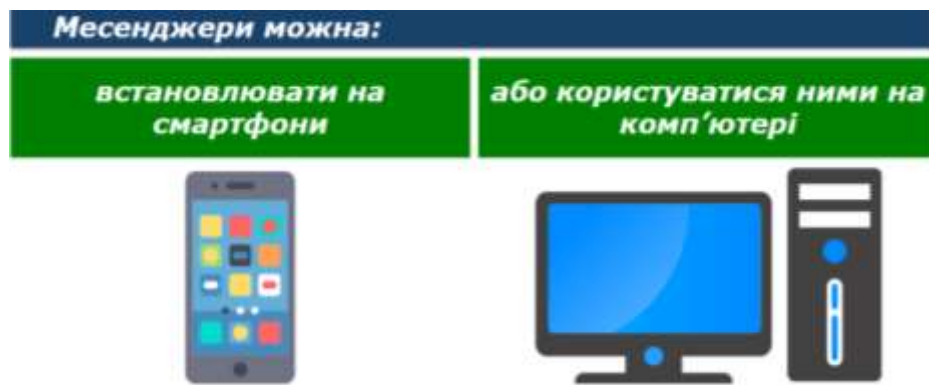 Месенджери можна:
встановлювати на
смартфони
або користуватися ними на
комп’ютері